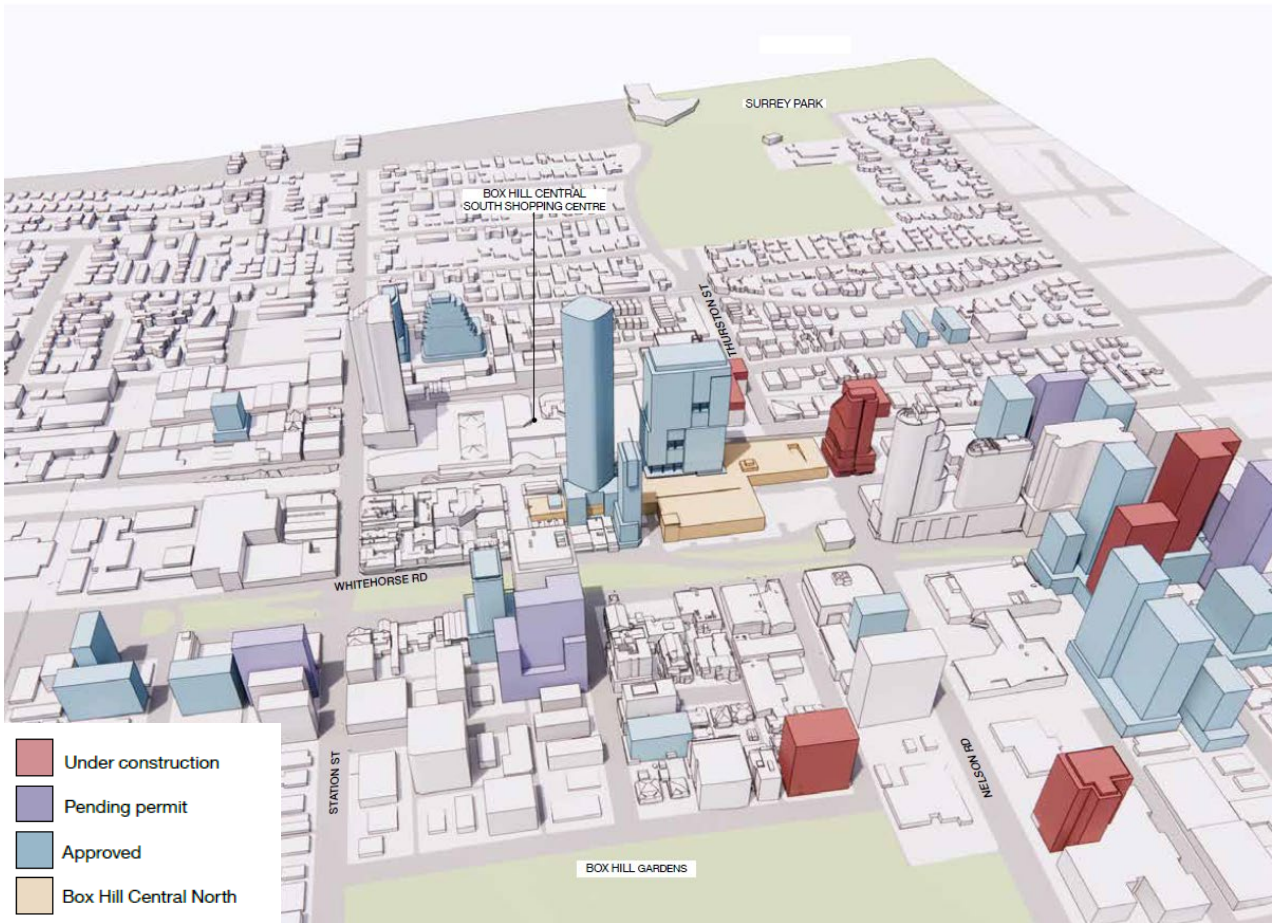 SURREY PARK
BOX HILL CENTRAL
SOUTH SHOPPING CENTRE
THURSTON ST
WHITEHORSE RD
STATION ST
NELSON RD
BOX HILL GARDENS
Under construction
Pending permit
Approved
Box Hill Central North